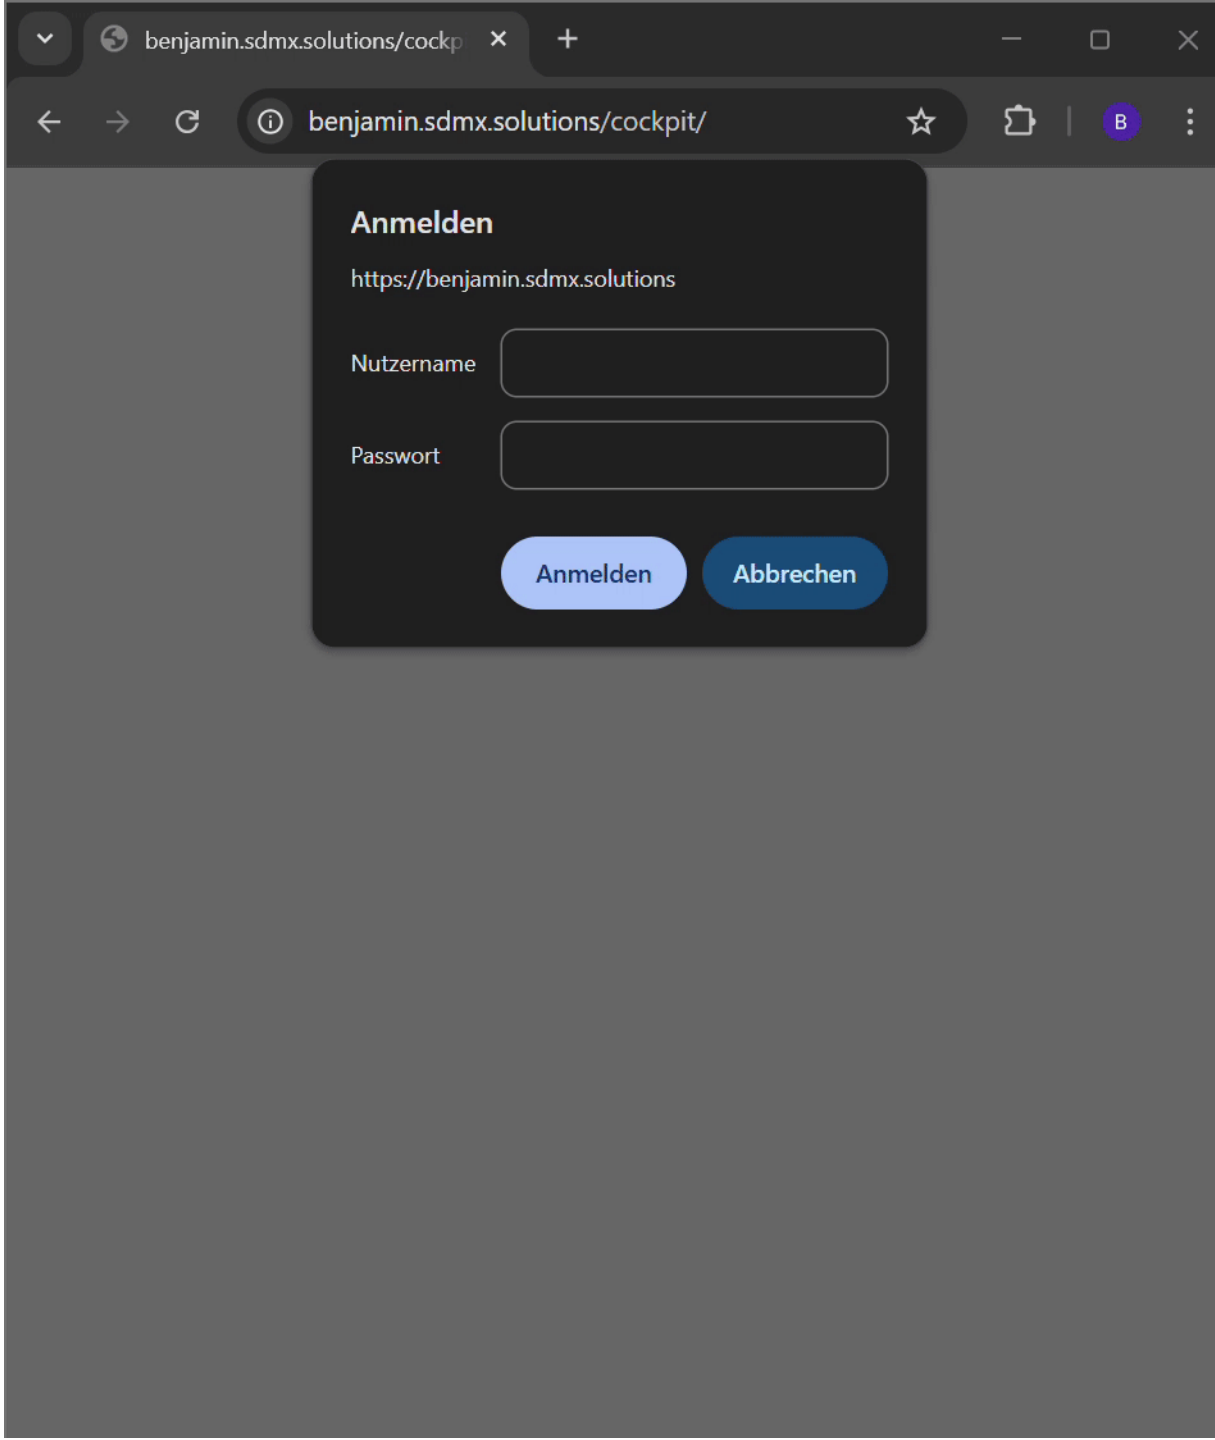 benjamin.sdmx.solutions/cockp
benjamin.sdmx.solutions/cockpit/
B
Anmelden
https://benjamin.sdmx.solutions
Nutzername
Passwort
Anmelden
Abbrechen